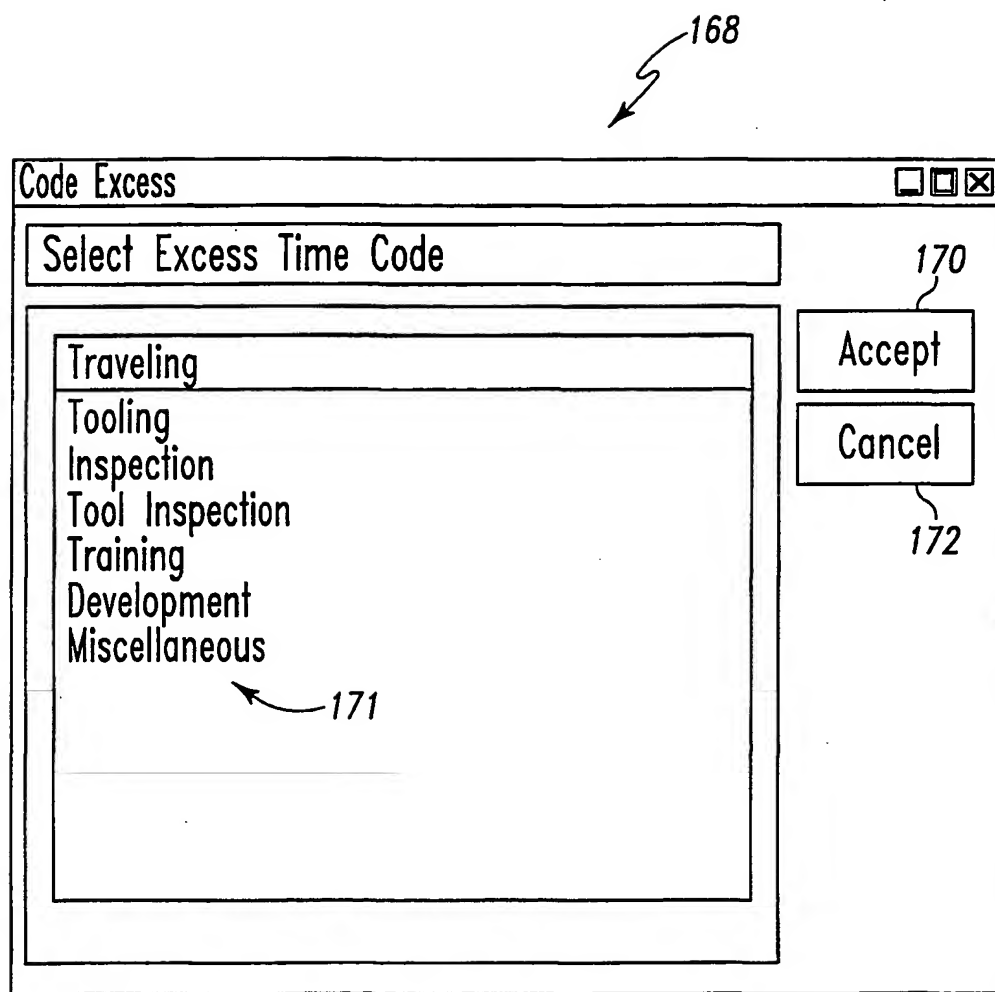 168
Code Excess
Select Excess Time Code
170
Traveling
Accept
Tooling
Cancel
Inspection
Tool Inspection
172
Training
Development
Miscellaneous
171